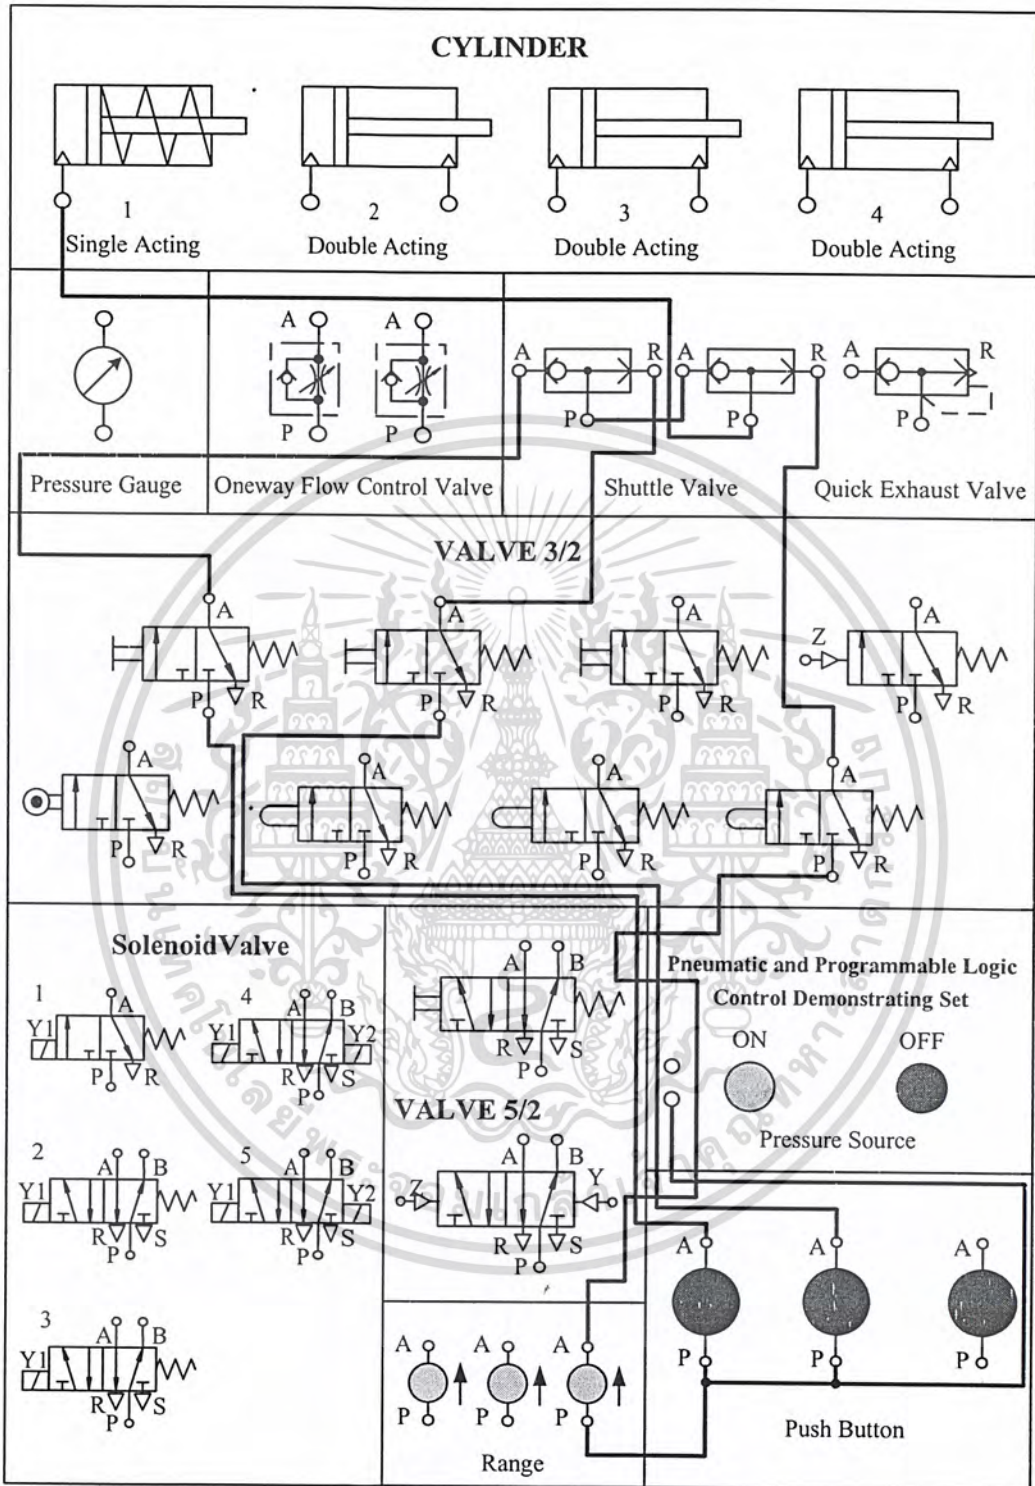 CYLINDER
1
2
3
4
Single Acting
Double Acting
Double Acting
Double Acting
A
A
A
R
A
R
A
R
P
P
P
P
P
Pressure Gauge
Oneway Flow Control Valve
Shuttle Valve
Quick Exhaust Valve
VALVE 3/2
A
A
A
A
Z
P
R
P
R
P
R
P
R
A
A
A
A
P
R
P
R
P
R
P
R
SolenoidValve
1
A
Y1
P
R
4
A
B
Y1
Y2
R
S
P
2
A
B
Y1
R
S
P
5
A
B
Y1
Y2
R
S
P
3
A
B
Y1
R
S
P
A
B
R
S
P
VALVE 5/2
A
B
Z
Y
R
S
P
Pneumatic and Programmable Logic
Control Demonstrating Set
ON
OFF
Pressure Source
A
A
A
P
P
P
Range
A
A
A
P
P
P
Push Button